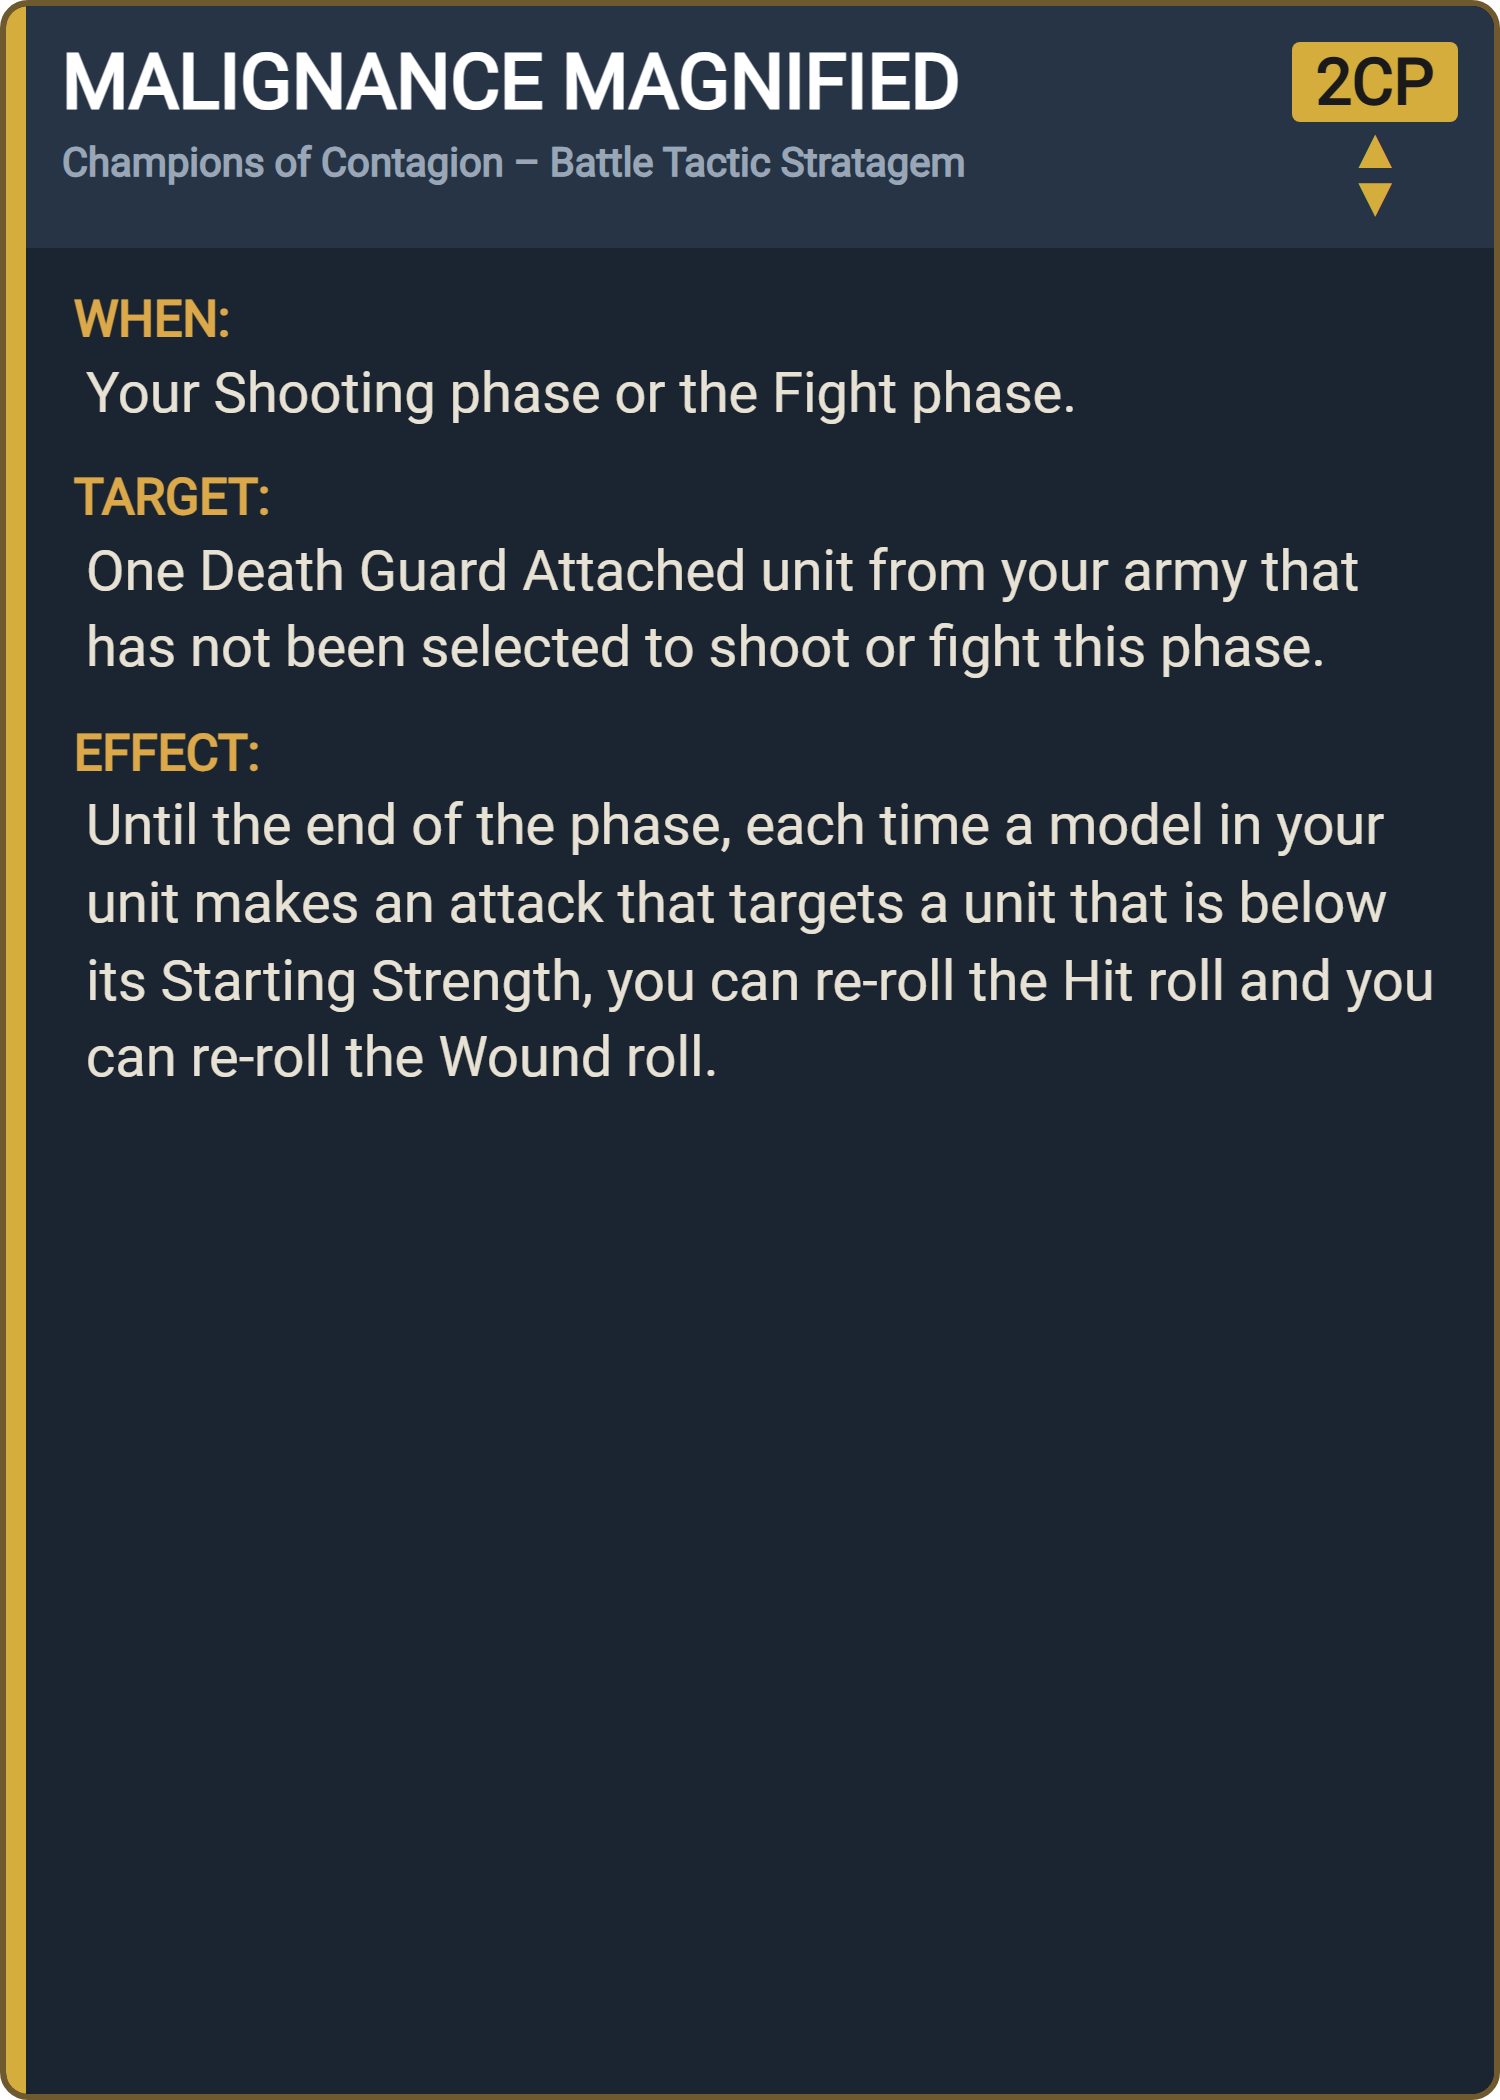 MALIGNANCE MAGNIFIED
2CP
Champions of Contagion – Battle Tactic Stratagem
WHEN:
Your Shooting phase or the Fight phase.
TARGET:
One Death Guard Attached unit from your army that
has not been selected to shoot or fight this phase.
EFFECT:
Until the end of the phase, each time a model in your
unit makes an attack that targets a unit that is below
its Starting Strength, you can re-roll the Hit roll and you
can re-roll the Wound roll.